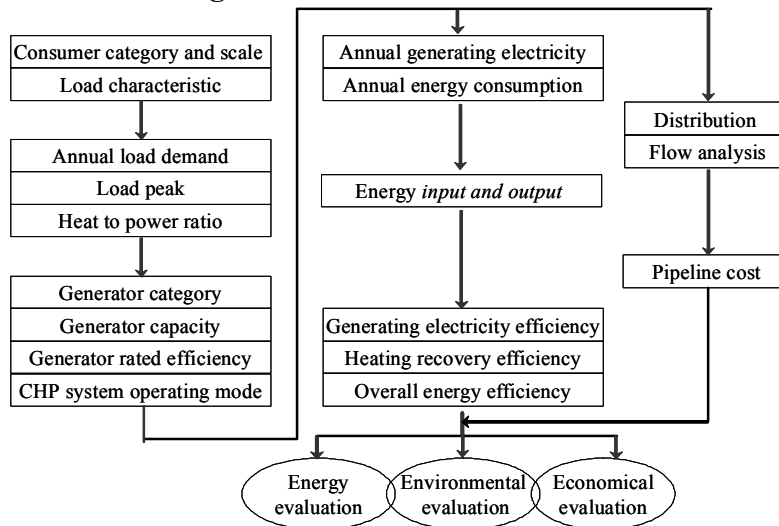 Consumer category and scale
Load characteristic
Annual load demand
Load peak
Heat to power ratio
Generator category
Generator capacity
Generator rated efficiency
CHP system operating mode
Annual generating electricity
Annual energy consumption
Energy input and output
Generating electricity efficiency
Heating recovery efficiency
Overall energy efficiency
Distribution
Flow analysis
Pipeline cost
Energy
evaluation
Environmental
evaluation
Economical
evaluation